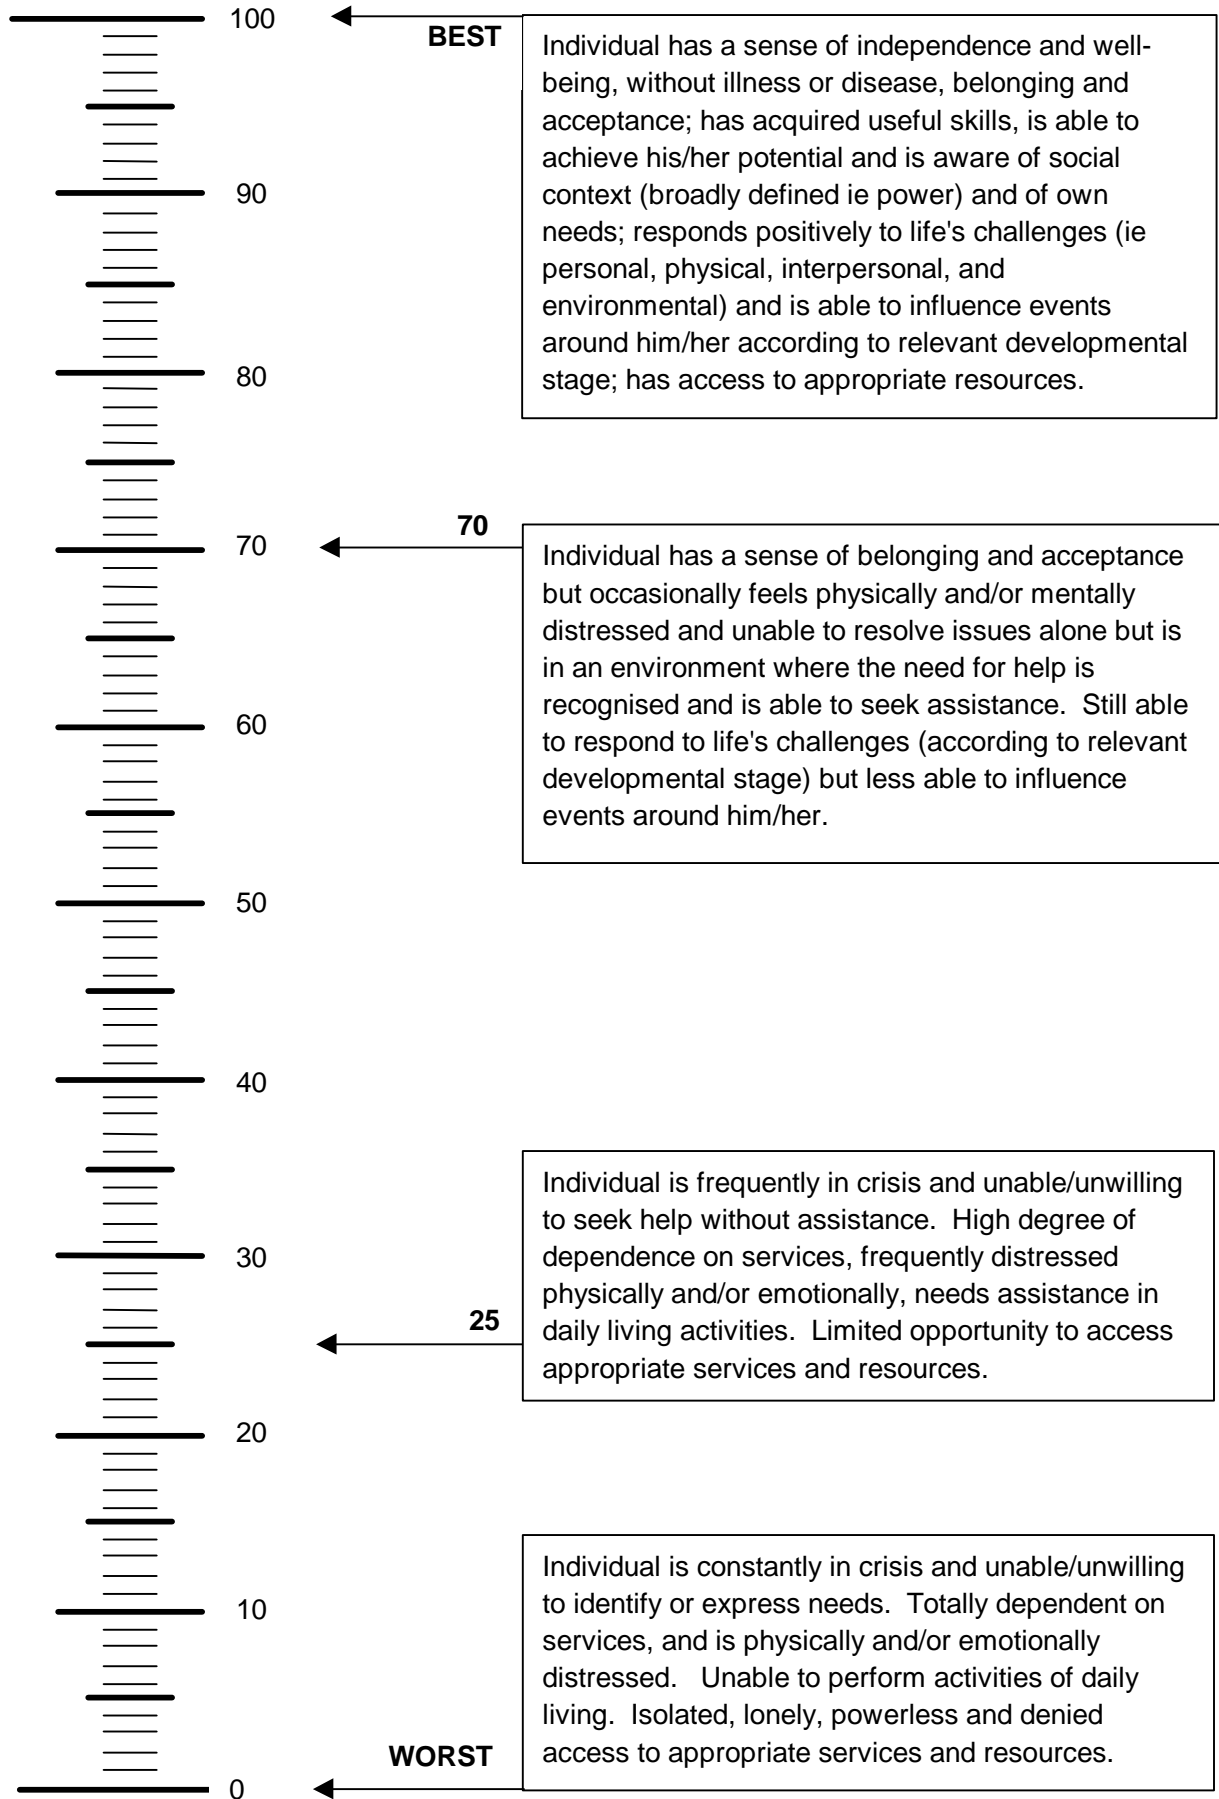 100
BEST
Individual has a sense of independence and well-
being, without illness or disease, belonging and
acceptance; has acquired useful skills, is able to
achieve his/her potential and is aware of social
context (broadly defined ie power) and of own
needs; responds positively to life's challenges (ie
personal, physical, interpersonal, and
environmental) and is able to influence events
around him/her according to relevant developmental
stage; has access to appropriate resources.
90
80
70
70
Individual has a sense of belonging and acceptance
but occasionally feels physically and/or mentally
distressed and unable to resolve issues alone but is
in an environment where the need for help is
recognised and is able to seek assistance. Still able
to respond to life's challenges (according to relevant
developmental stage) but less able to influence
events around him/her.
60
50
40
30
25
Individual is frequently in crisis and unable/unwilling
to seek help without assistance. High degree of
dependence on services, frequently distressed
physically and/or emotionally, needs assistance in
daily living activities. Limited opportunity to access
appropriate services and resources.
20
10
0
WORST
Individual is constantly in crisis and unable/unwilling
to identify or express needs. Totally dependent on
services, and is physically and/or emotionally
distressed. Unable to perform activities of daily
living. Isolated, lonely, powerless and denied
access to appropriate services and resources.